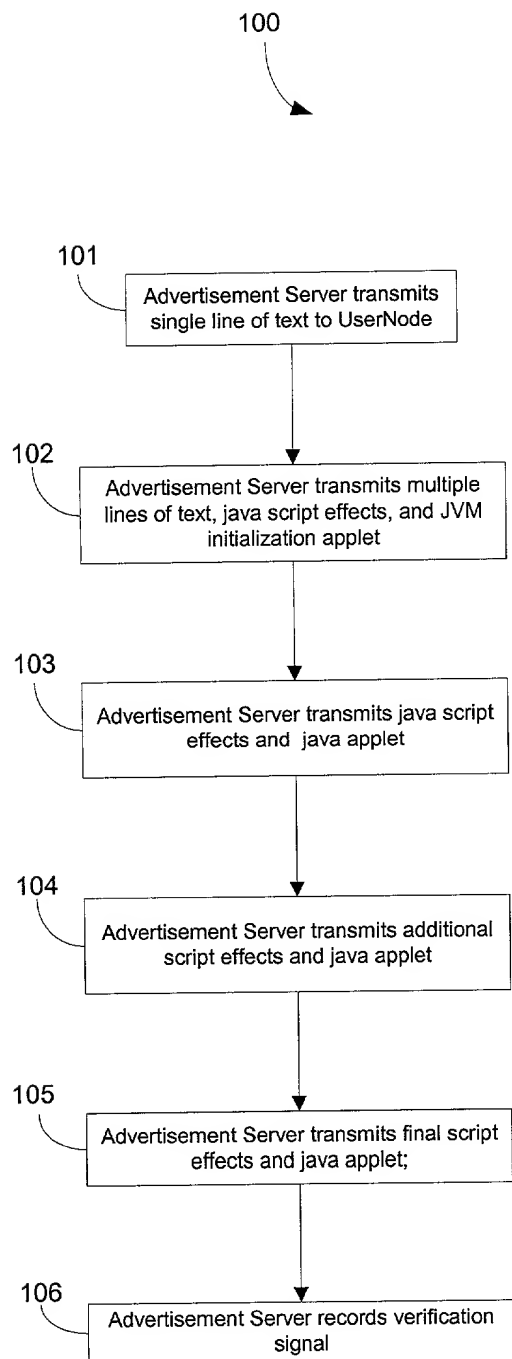 100
101
Advertisement Server transmits
single line of text to UserNode
102
Advertisement Server transmits multiple
lines of text, java script effects, and JVM
initialization applet
103
Advertisement Server transmits java script
effects and java applet
104
Advertisement Server transmits additional
script effects and java applet
105
Advertisement Server transmits final script
effects and java applet;
106
Advertisement Server records verification
signal